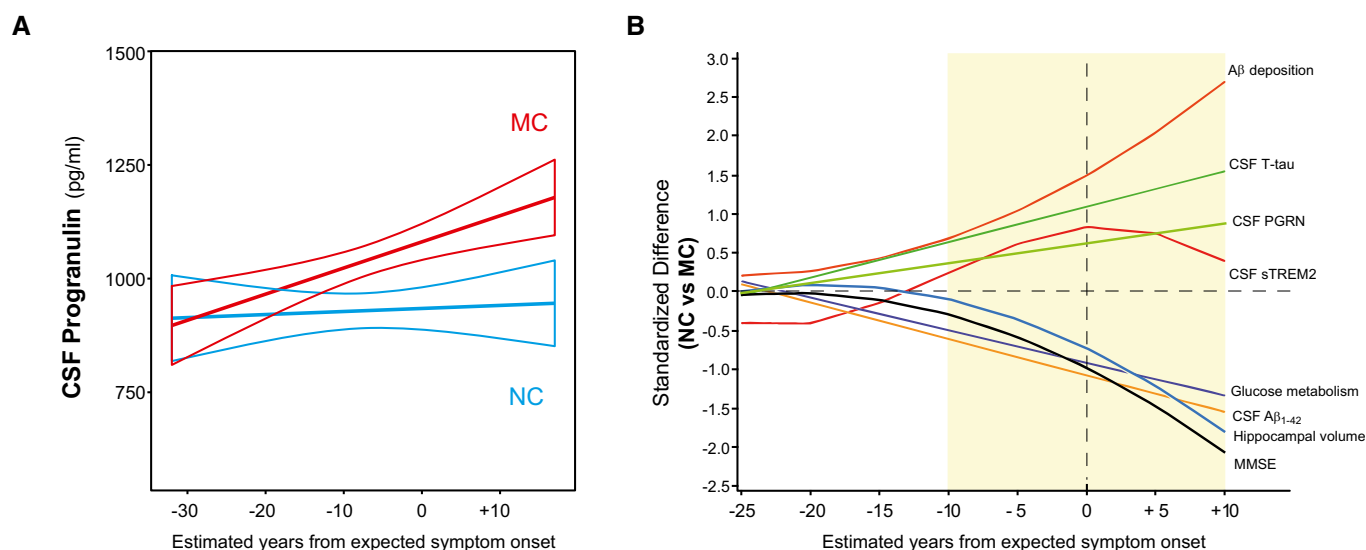 A
CSF Progranulin (pg/ml)
1500
1250
1000
750
MC
NC
-30
-20
-10
0
+10
Estimated years from expected symptom onset
B
Standardized Difference
(NC vs MC)
3.0
2.5
2.0
1.5
1.0
0.5
0.0
-0.5
-1.0
-1.5
-2.0
-2.5
Aβ deposition
CSF T-tau
CSF PGRN
CSF sTREM2
Glucose metabolism
CSF Aβ1-42
Hippocampal volume
MMSE
-25
-20
-15
-10
- 5
0
+ 5
+10
Estimated years from expected symptom onset